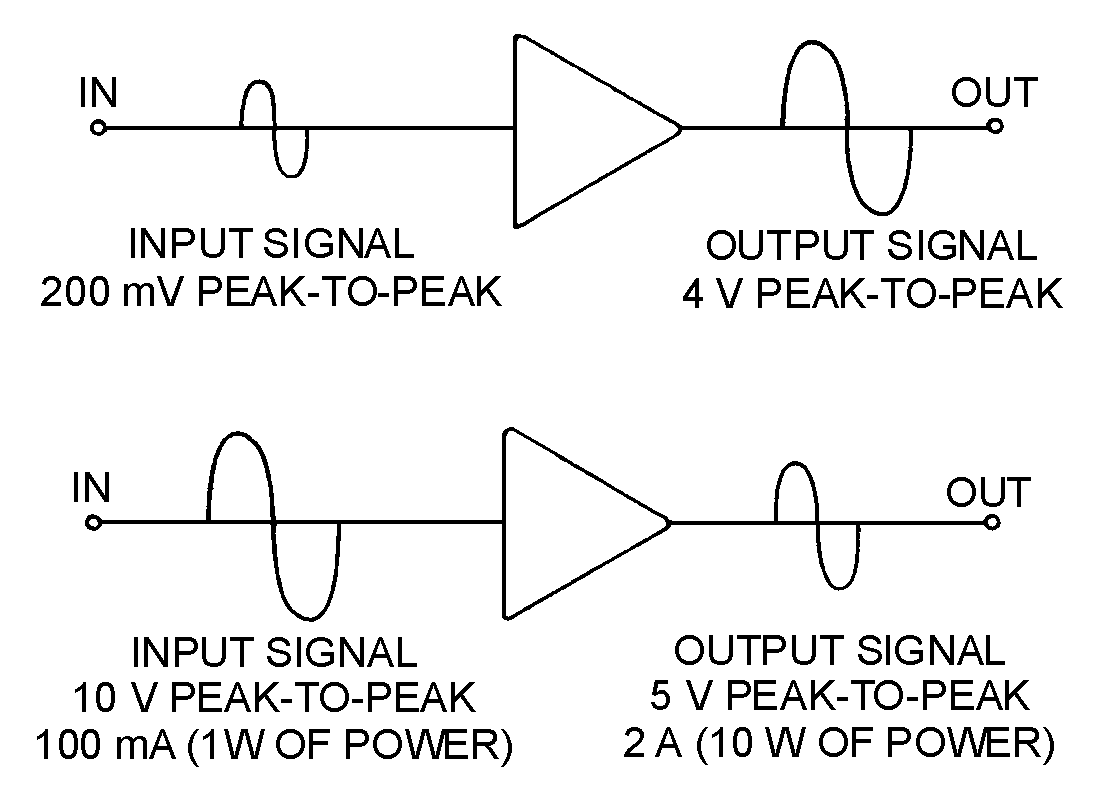 IN
OUT
INPUT SIGNAL
200 mV PEAK-TO-PEAK
OUTPUT SIGNAL
4 V PEAK-TO-PEAK
IN
OUT
INPUT SIGNAL
10 V PEAK-TO-PEAK
100 mA (1W OF POWER)
OUTPUT SIGNAL
5 V PEAK-TO-PEAK
2 A (10 W OF POWER)